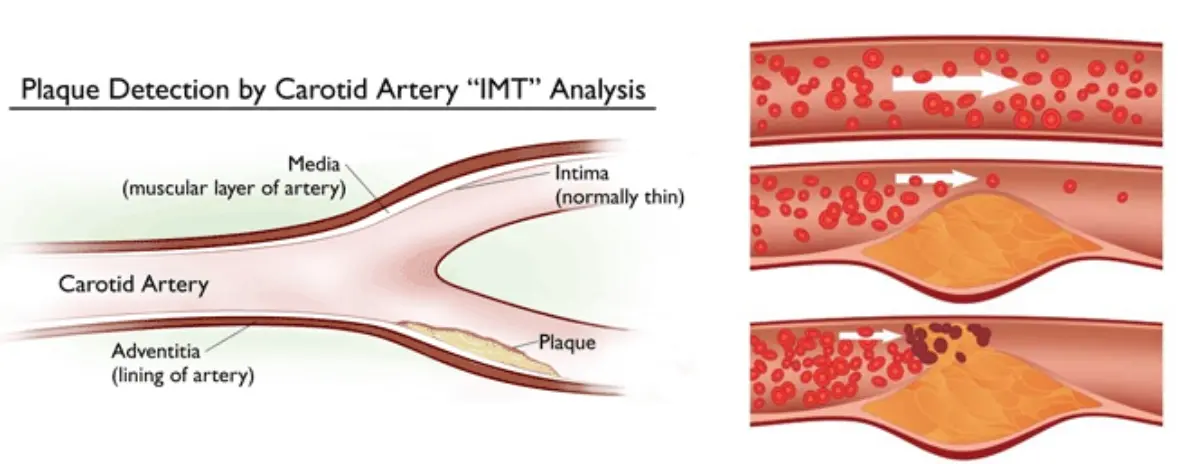 Plaque Detection by Carotid Artery “IMT” Analysis
Media
(muscular layer of artery)
Intima
(normally thin)
Carotid Artery
Adventitia
(lining of artery)
Plaque